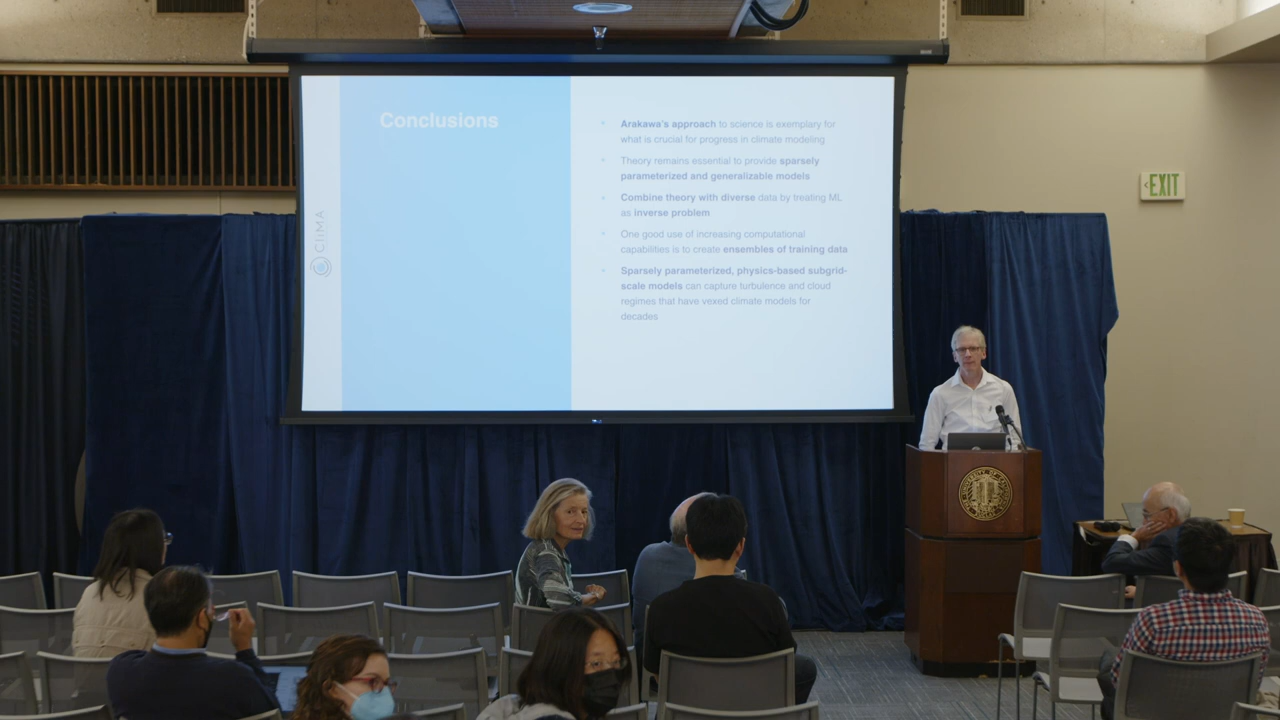 Conclusions
Arakawa's approach to science is exemplary for
what is crucial for progress in climate modeling
Theory remains essential to provide sparsely
parameterized and generalizable models
Combine theory with diverse data by treating ML
as inverse problem
One good use of increasing computational
capabilities is to create ensembles of training data
Sparsely parameterized, physics-based subgrid-
scale models can capture turbulence and cloud
regimes that have vexed climate models for
decades
CliMA
EXIT